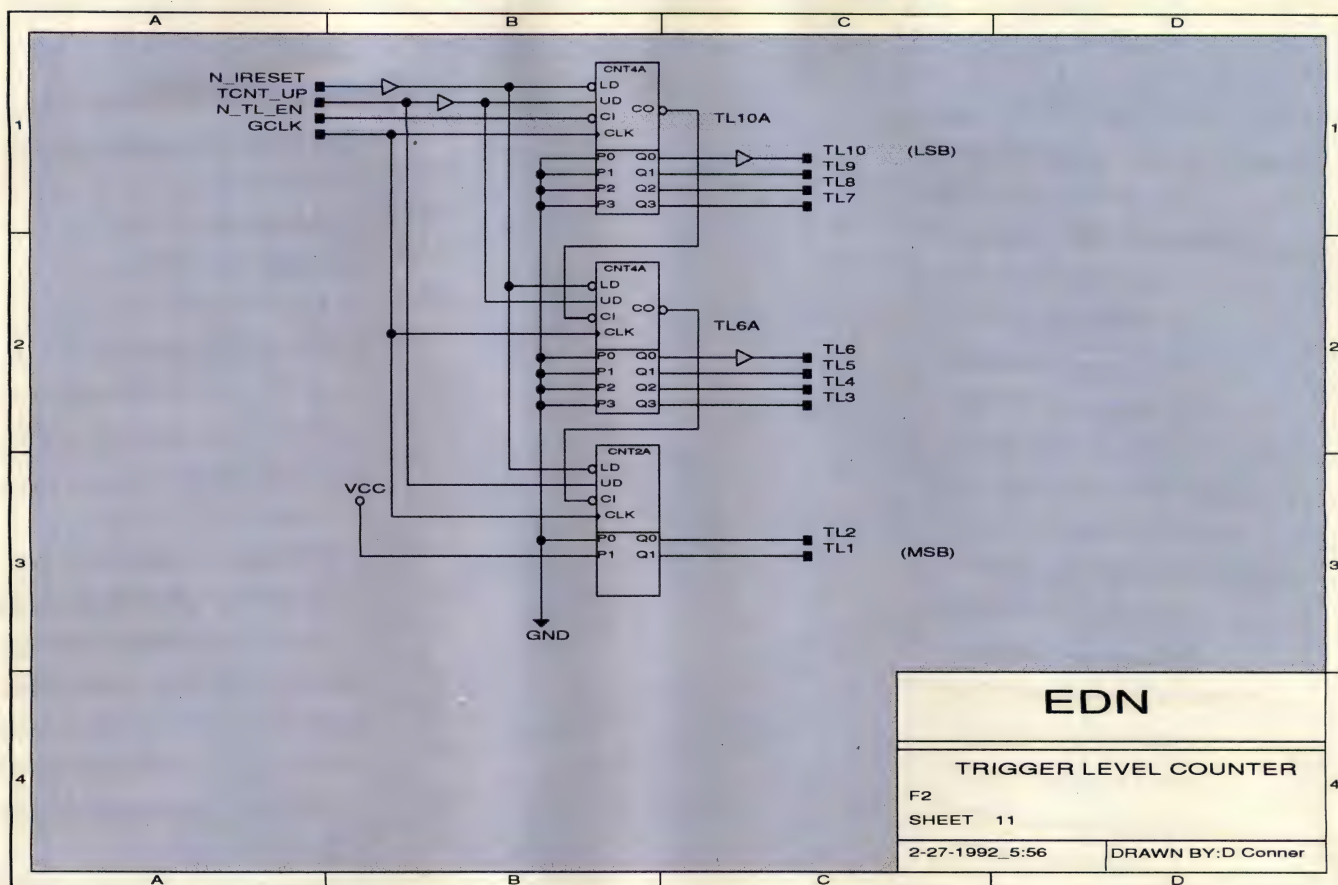 A B C D
N_IRESET
TCNT_UP
N_TL_EN
GCLK
CNT4A
LD
UD
CI
CLK
CO
TL10A
P0 Q0
P1 Q1
P2 Q2
P3 Q3
TL10 (LSB)
TL9
TL8
TL7
1 1
CNT4A
LD
UD
CI
CLK
CO
TL6A
P0 Q0
P1 Q1
P2 Q2
P3 Q3
TL6
TL5
TL4
TL3
2 2
CNT2A
LD
UD
CI
CLK
VCC
P0 Q0
P1 Q1
TL2
TL1 (MSB)
3 3
GND
EDN
TRIGGER LEVEL COUNTER
F2
SHEET 11
2-27-1992_5:56 DRAWN BY:D Conner
4 4
A B C D